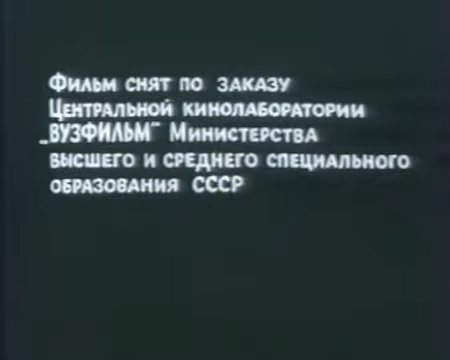 Фильм снят по заказу
Центральной кинолаборатории
„ВУЗФИЛЬМ" Министерства
высшего и среднего специального
образования СССР